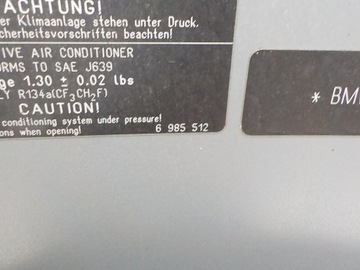 ACHTUNG!
er Klimaanlage stehen unter Druck.
cherheitsvorschriften beachten!
IVE AIR CONDITIONER
ORMS TO SAE J639
ge 1.30 ± 0.02 lbs
LY R134a(CF₃CH₂F)
CAUTION!
conditioning system under pressure!
ons when opening!
6 985 512
* BM